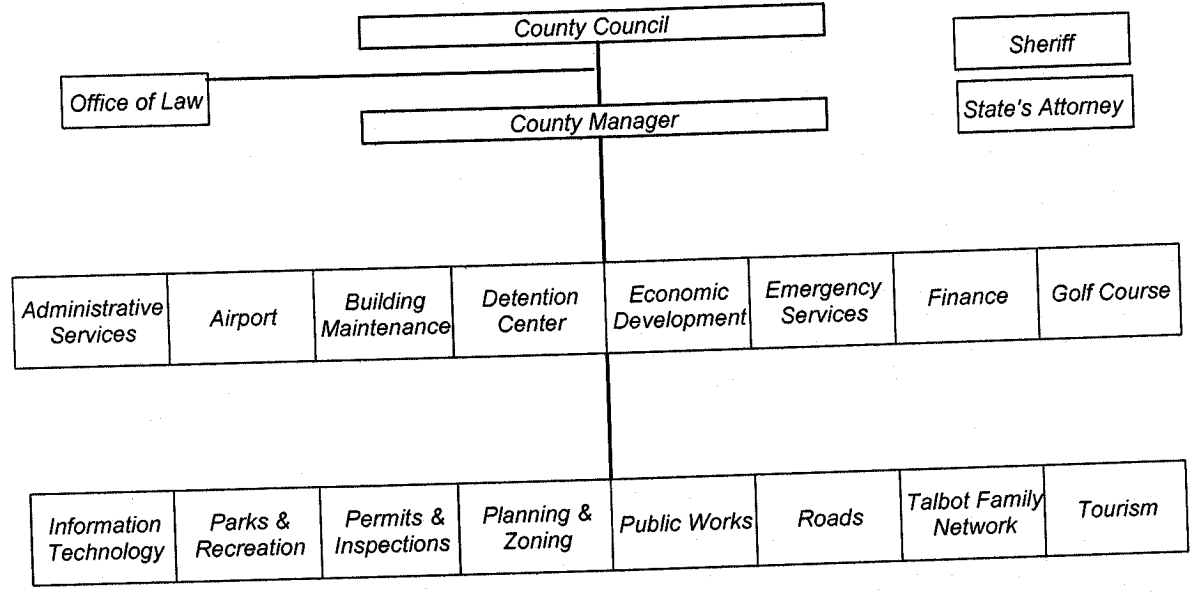 County Council
Sheriff
Office of Law
State's Attorney
County Manager
Administrative
Services
Airport
Building
Maintenance
Detention
Center
Economic
Development
Emergency
Services
Finance
Golf Course
Information
Technology
Parks &
Recreation
Permits &
Inspections
Planning &
Zoning
Public Works
Roads
Talbot Family
Network
Tourism